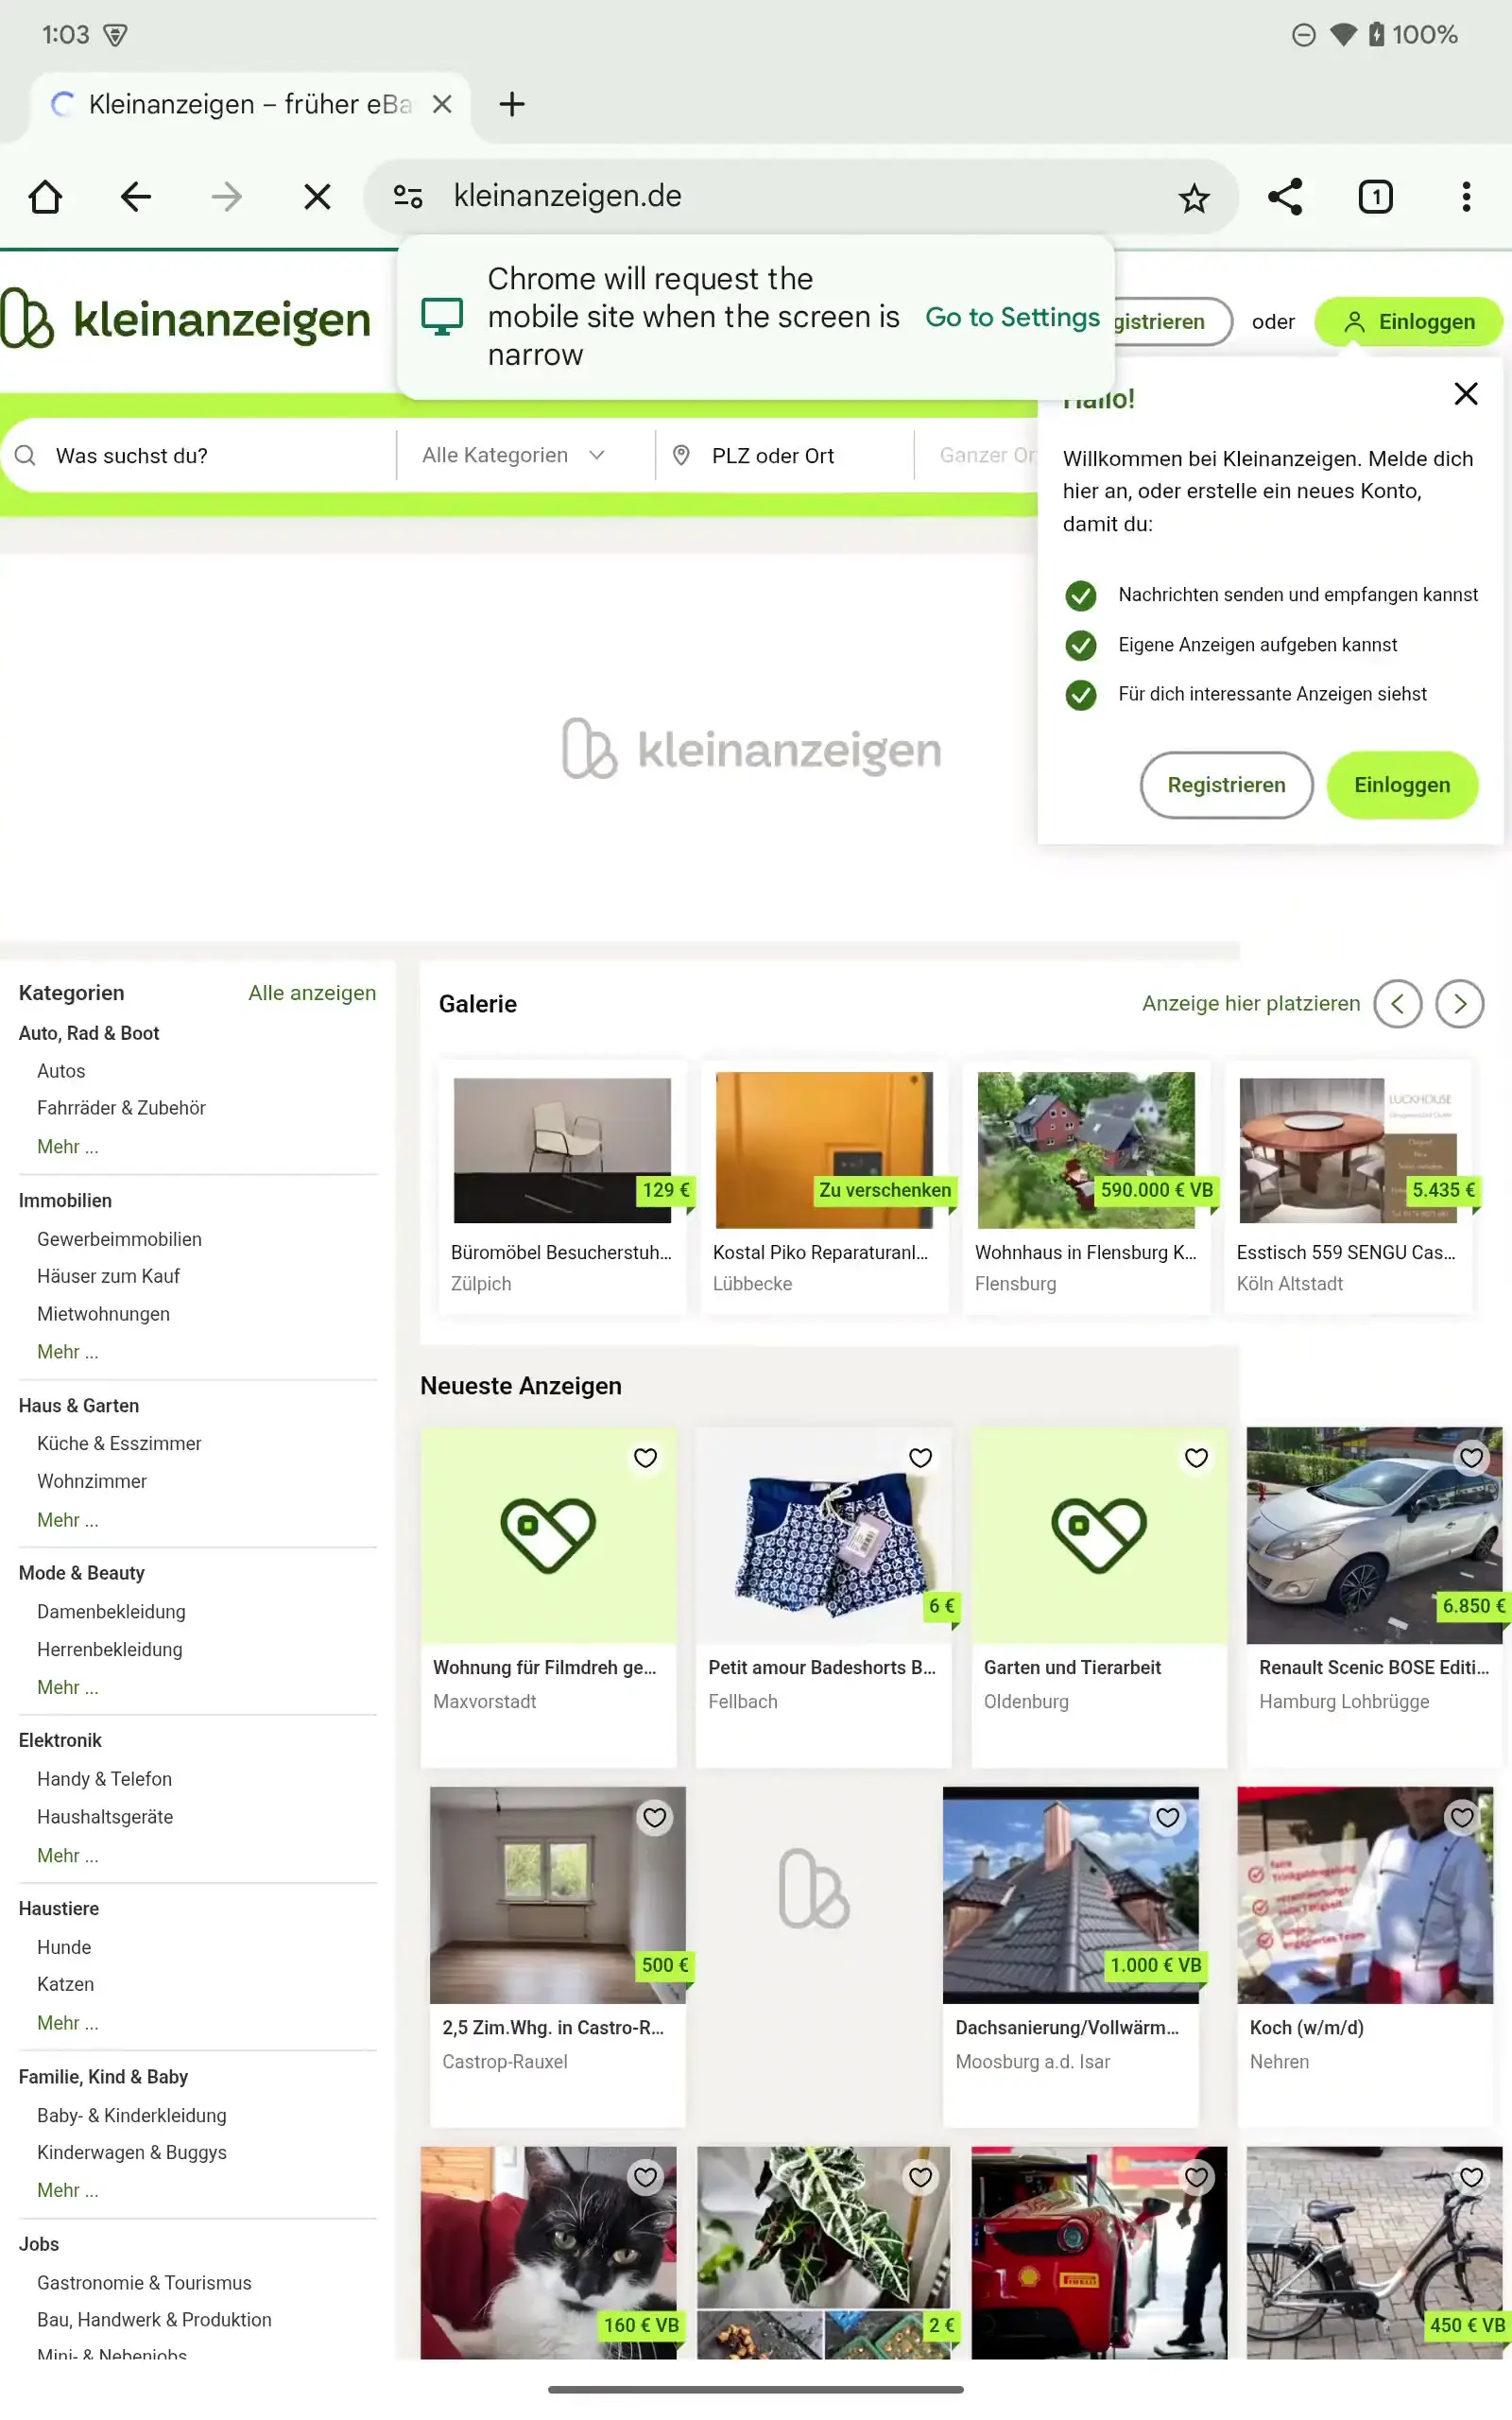 1:03
100%
Kleinanzeigen – früher eBa
kleinanzeigen.de
1
Chrome will request the
mobile site when the screen is
narrow
Go to Settings
kleinanzeigen
gistrieren
oder
Einloggen
Hallo!
Was suchst du?
Alle Kategorien
PLZ oder Ort
Ganzer Or
Willkommen bei Kleinanzeigen. Melde dich
hier an, oder erstelle ein neues Konto,
damit du:
Nachrichten senden und empfangen kannst
Eigene Anzeigen aufgeben kannst
Für dich interessante Anzeigen siehst
Registrieren
Einloggen
kleinanzeigen
Kategorien
Alle anzeigen
Auto, Rad & Boot
Autos
Fahrräder & Zubehör
Mehr ...
Immobilien
Gewerbeimmobilien
Häuser zum Kauf
Mietwohnungen
Mehr ...
Haus & Garten
Küche & Esszimmer
Wohnzimmer
Mehr ...
Mode & Beauty
Damenbekleidung
Herrenbekleidung
Mehr ...
Elektronik
Handy & Telefon
Haushaltsgeräte
Mehr ...
Haustiere
Hunde
Katzen
Mehr ...
Familie, Kind & Baby
Baby- & Kinderkleidung
Kinderwagen & Buggys
Mehr ...
Jobs
Gastronomie & Tourismus
Bau, Handwerk & Produktion
Mini- & Nebenjobs
Galerie
Anzeige hier platzieren
129 €
Büromöbel Besucherstuh...
Zülpich
Zu verschenken
Kostal Piko Reparaturanl...
Lübbecke
590.000 € VB
Wohnhaus in Flensburg K...
Flensburg
LUCKHOUSE
5.435 €
Esstisch 559 SENGU Cas...
Köln Altstadt
Neueste Anzeigen
Wohnung für Filmdreh ge...
Maxvorstadt
6 €
Petit amour Badeshorts B...
Fellbach
Garten und Tierarbeit
Oldenburg
6.850 €
Renault Scenic BOSE Editi...
Hamburg Lohbrügge
500 €
2,5 Zim.Whg. in Castro-R...
Castrop-Rauxel
1.000 € VB
Dachsanierung/Vollwärm...
Moosburg a.d. Isar
faire
Trinkgeldregelung
Koch (w/m/d)
Nehren
160 € VB
2 €
PIRELLI
450 € VB